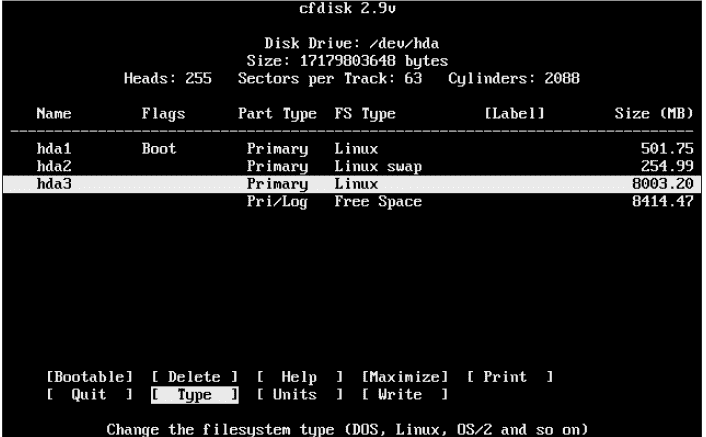 cfdisk 2.9v
Disk Drive: /dev/hda
Size: 17179803648 bytes
Heads: 255   Sectors per Track: 63   Cylinders: 2088
Name   Flags   Part Type   FS Type   [Label]   Size (MB)
hda1   Boot   Primary   Linux   501.75
hda2   Primary   Linux swap   254.99
hda3   Primary   Linux   8003.20
Pri/Log   Free Space   8414.47
[Bootable]   [ Delete ]   [ Help ]   [Maximize]   [ Print ]
[ Quit ]   [ Type ]   [ Units ]   [ Write ]
Change the filesystem type (DOS, Linux, OS/2 and so on)